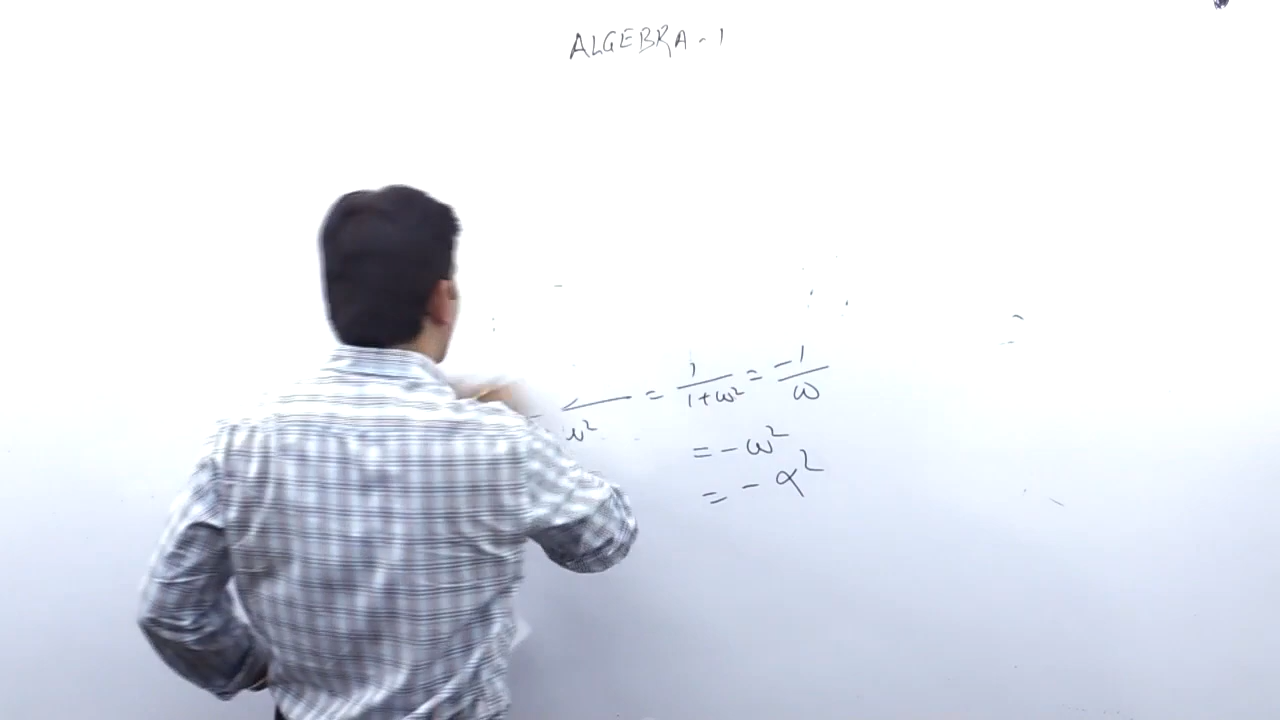 ALGEBRA - 1
= 1/(1+ω²) = -1/ω
ω²
= -ω²
= -α²